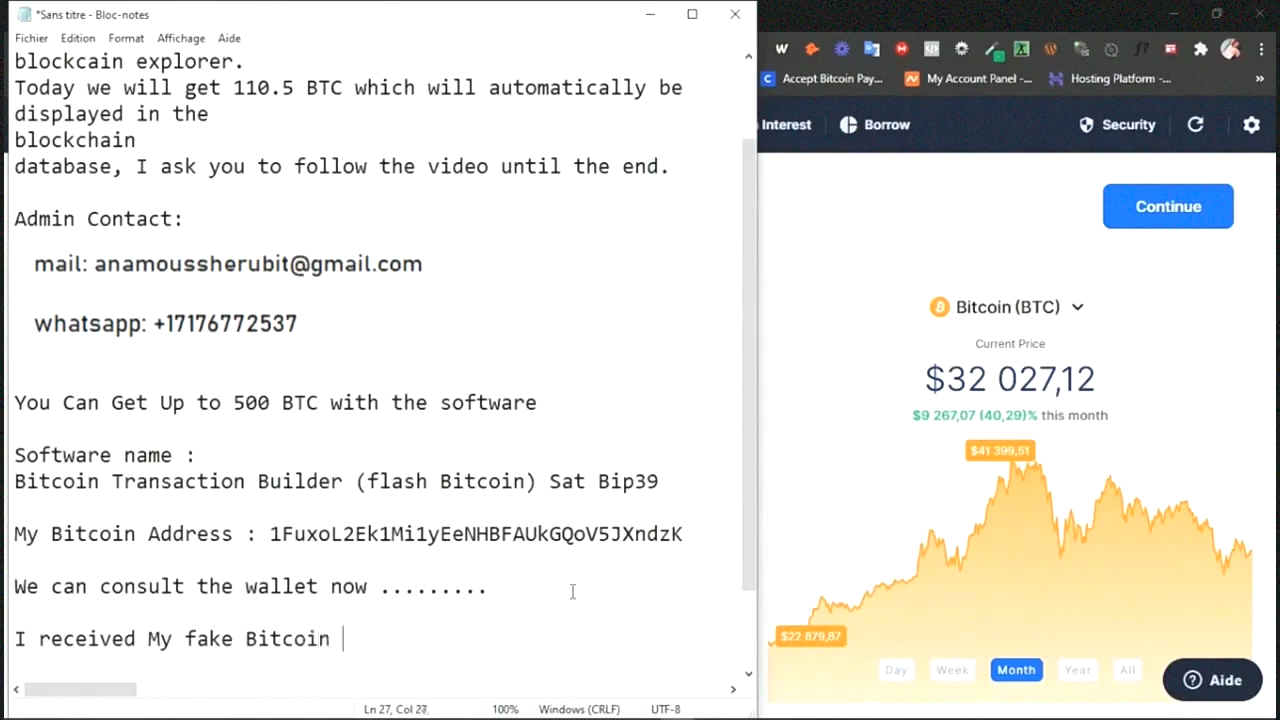 *Sans titre - Bloc-notes
Fichier Edition Format Affichage Aide
blockcain explorer.
Today we will get 110.5 BTC which will automatically be
displayed in the
blockchain
database, I ask you to follow the video until the end.
Admin Contact:
mail: anamoussherubit@gmail.com
whatsapp: +17176772537
You Can Get Up to 500 BTC with the software
Software name :
Bitcoin Transaction Builder (flash Bitcoin) Sat Bip39
My Bitcoin Address : 1FuxoL2Ek1Mi1yEeNHBFAUkGQoV5JXndzK
We can consult the wallet now .........
I received My fake Bitcoin
Ln 27, Col 27 100% Windows (CRLF) UTF-8
Accept Bitcoin Pay... My Account Panel -... Hosting Platform -... »
Interest Borrow Security
Continue
Bitcoin (BTC)
Current Price
$32 027,12
$9 267,07 (40,29)% this month
$41 399,51
$22 879,87
Day Week Month Year All
Aide